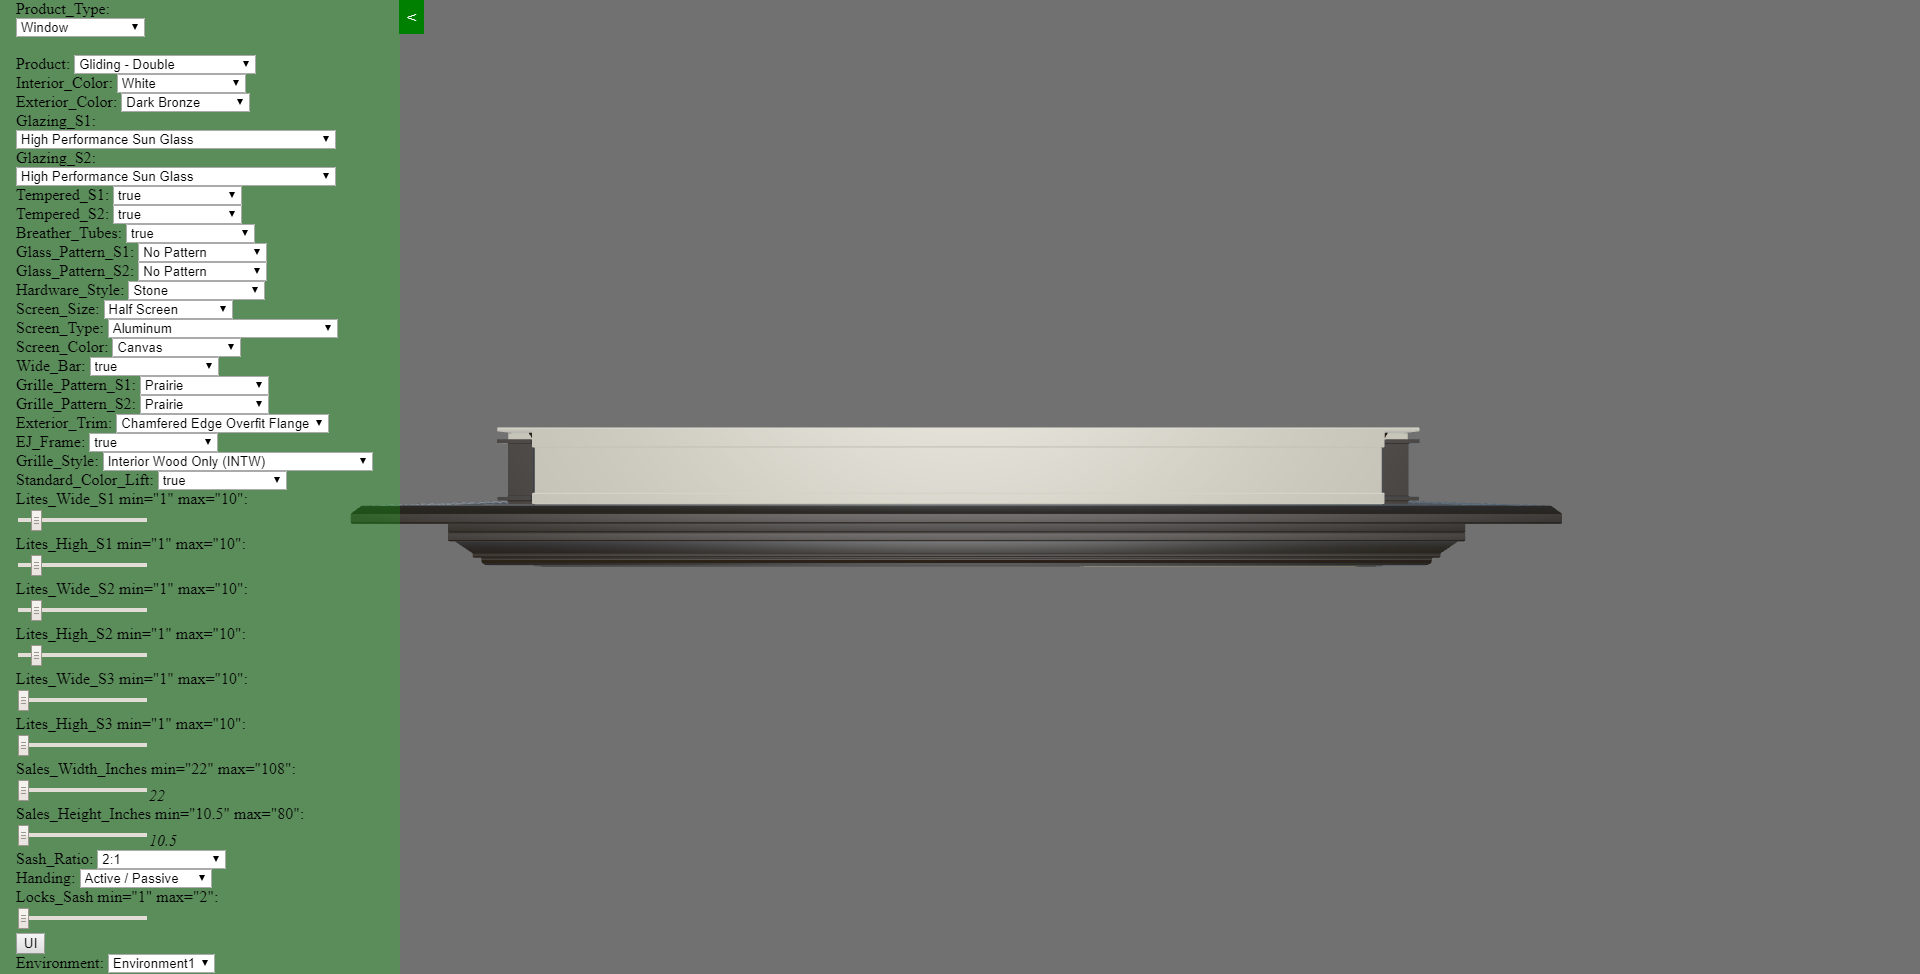 Product_Type:
Window
<
Product: Gliding - Double
Interior_Color: White
Exterior_Color: Dark Bronze
Glazing_S1:
High Performance Sun Glass
Glazing_S2:
High Performance Sun Glass
Tempered_S1: true
Tempered_S2: true
Breather_Tubes: true
Glass_Pattern_S1: No Pattern
Glass_Pattern_S2: No Pattern
Hardware_Style: Stone
Screen_Size: Half Screen
Screen_Type: Aluminum
Screen_Color: Canvas
Wide_Bar: true
Grille_Pattern_S1: Prairie
Grille_Pattern_S2: Prairie
Exterior_Trim: Chamfered Edge Overfit Flange
EJ_Frame: true
Grille_Style: Interior Wood Only (INTW)
Standard_Color_Lift: true
Lites_Wide_S1 min="1" max="10":
Lites_High_S1 min="1" max="10":
Lites_Wide_S2 min="1" max="10":
Lites_High_S2 min="1" max="10":
Lites_Wide_S3 min="1" max="10":
Lites_High_S3 min="1" max="10":
Sales_Width_Inches min="22" max="108":
22
Sales_Height_Inches min="10.5" max="80":
10.5
Sash_Ratio: 2:1
Handing: Active / Passive
Locks_Sash min="1" max="2":
UI
Environment: Environment1